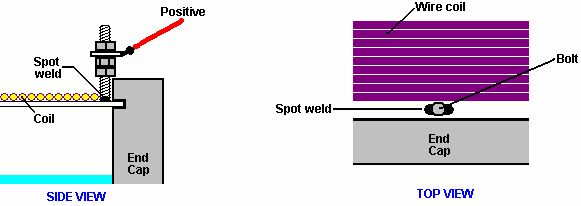 Positive
Spot
weld
Coil
End
Cap
SIDE VIEW
Wire coil
Bolt
Spot weld
End
Cap
TOP VIEW